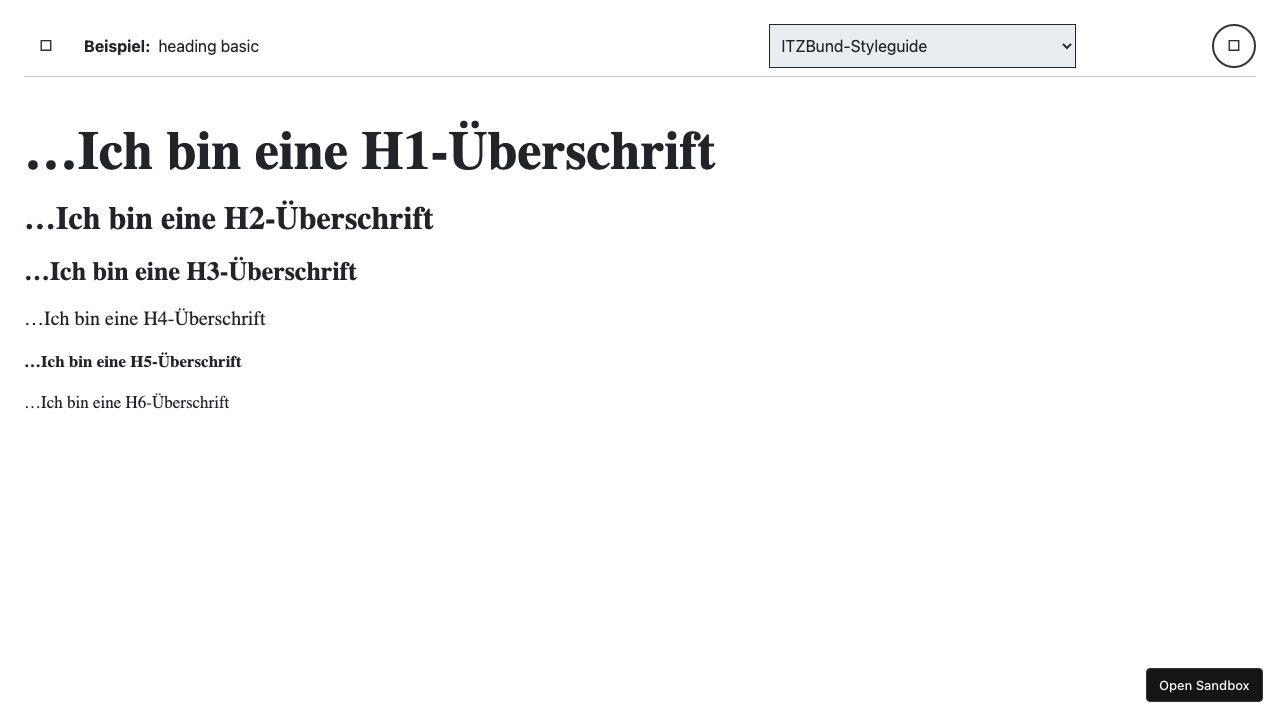 Beispiel: heading basic
ITZBund-Styleguide
…Ich bin eine H1-Überschrift
…Ich bin eine H2-Überschrift
…Ich bin eine H3-Überschrift
…Ich bin eine H4-Überschrift
…Ich bin eine H5-Überschrift
…Ich bin eine H6-Überschrift
Open Sandbox